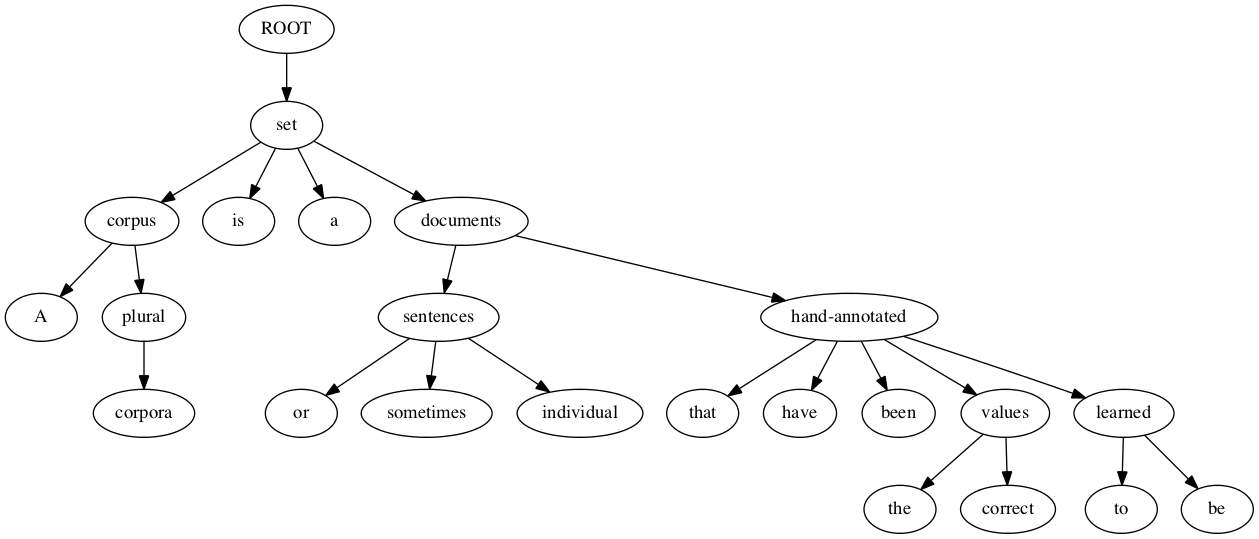 ROOT
set
corpus is a documents
A plural sentences hand-annotated
corpora or sometimes individual that have been values learned
the correct to be